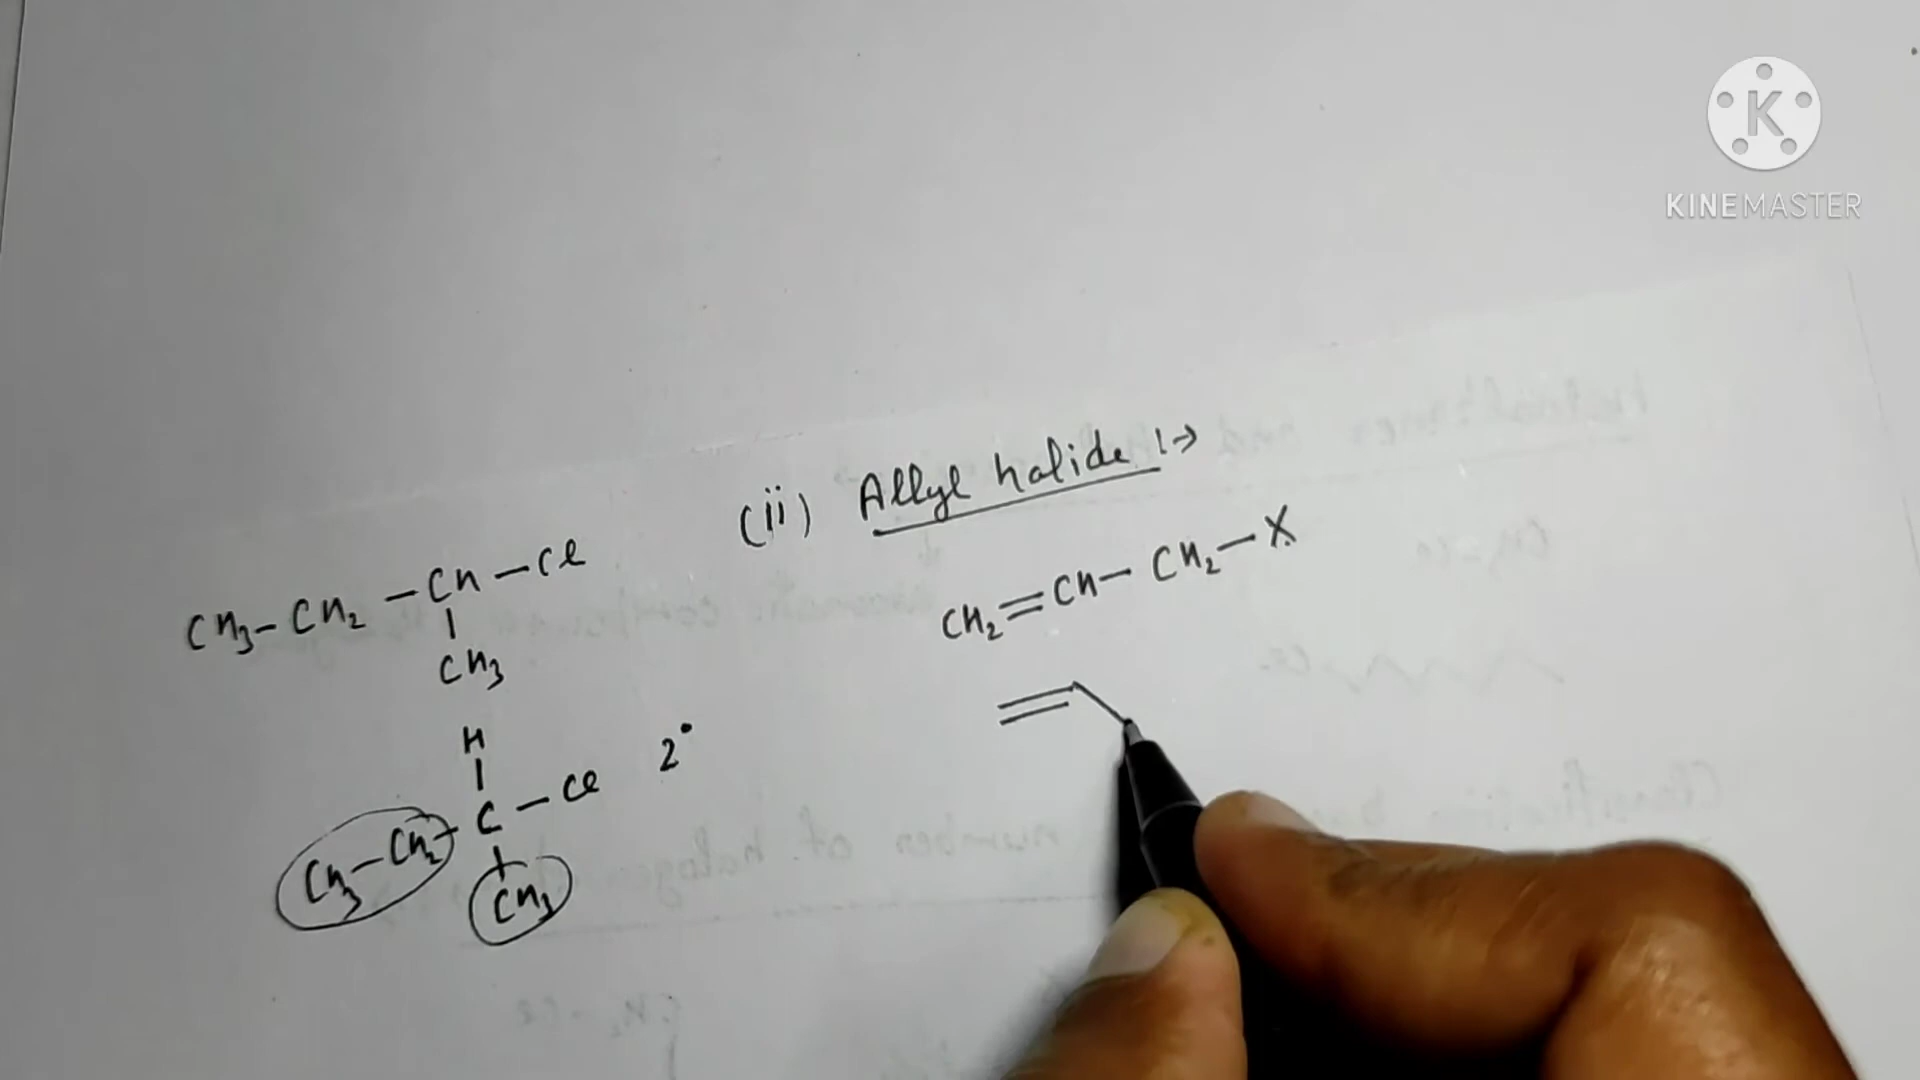 KINEMASTER
(ii) Allyl halide :→
CH₂=CH–CH₂–X
CH₃–CH₂–CH–Cl
|
CH₃
H
|
CH₃–CH₂–C–Cl 2°
|
CH₃